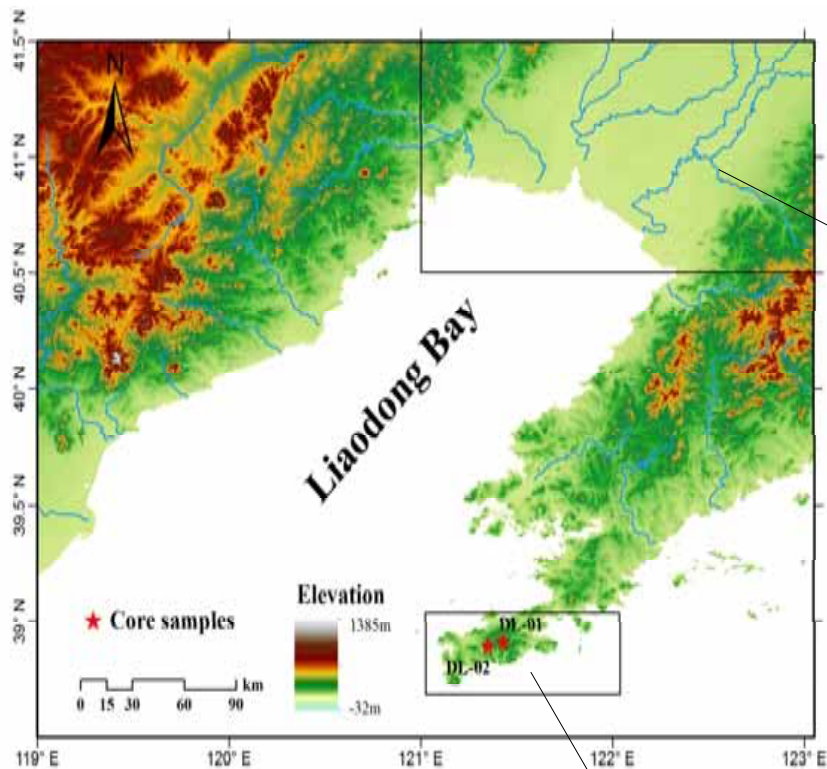 41.5° N
N
41° N
40.5° N
40° N
Liaodong Bay
39.5° N
Elevation
39° N
★ Core samples
1385m
DL-01
DL-02
km
-32m
0 15 30 60 90
119° E 120° E 121° E 122° E 123° E